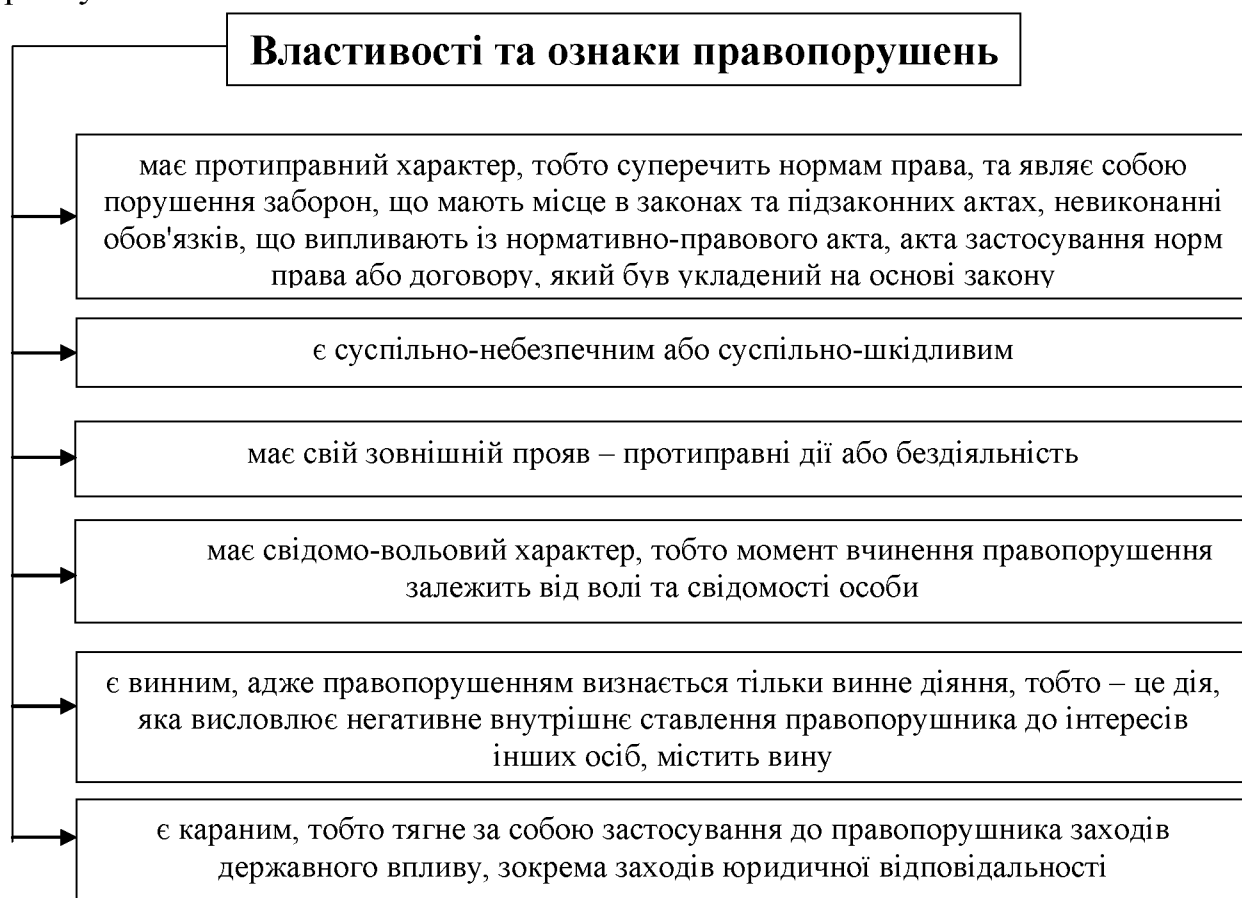 Властивості та ознаки правопорушень
має протиправний характер, тобто суперечить нормам права, та являє собою
порушення заборон, що мають місце в законах та підзаконних актах, невиконанні
обов'язків, що випливають із нормативно-правового акта, акта застосування норм
права або договору, який був укладений на основі закону
є суспільно-небезпечним або суспільно-шкідливим
має свій зовнішній прояв – протиправні дії або бездіяльність
має свідомо-вольовий характер, тобто момент вчинення правопорушення
залежить від волі та свідомості особи
є винним, адже правопорушенням визнається тільки винне діяння, тобто – це дія,
яка висловлює негативне внутрішнє ставлення правопорушника до інтересів
інших осіб, містить вину
є караним, тобто тягне за собою застосування до правопорушника заходів
державного впливу, зокрема заходів юридичної відповідальності